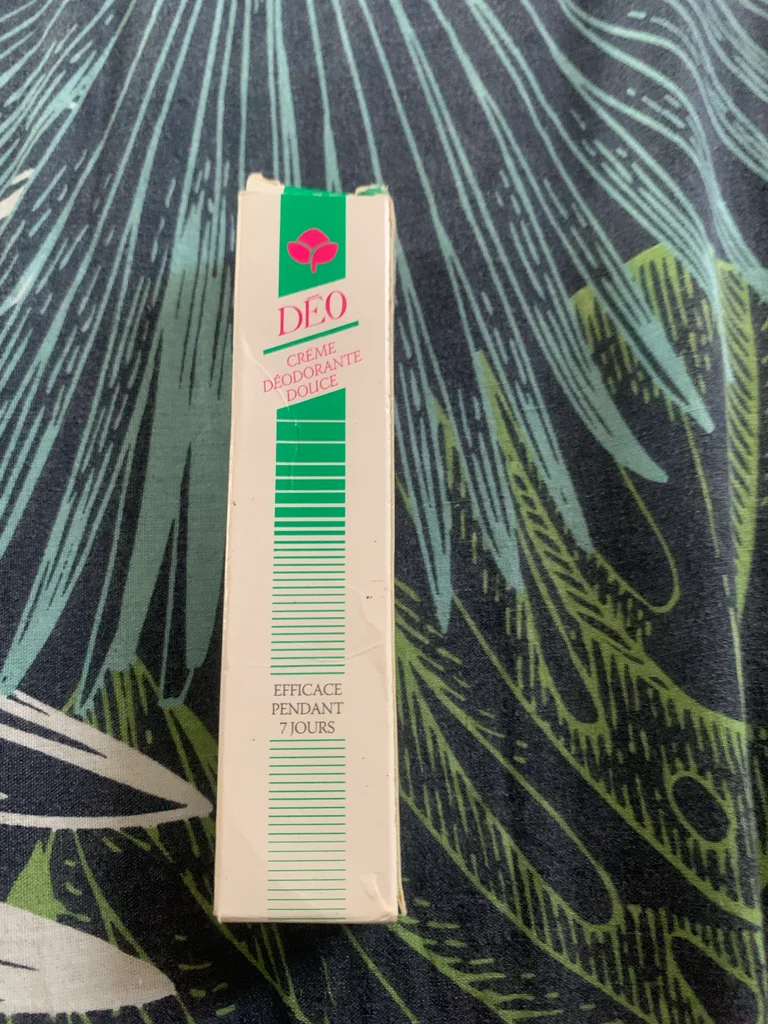 DÉO
CRÈME
DÉODORANTE
DOUCE
EFFICACE
PENDANT
7 JOURS